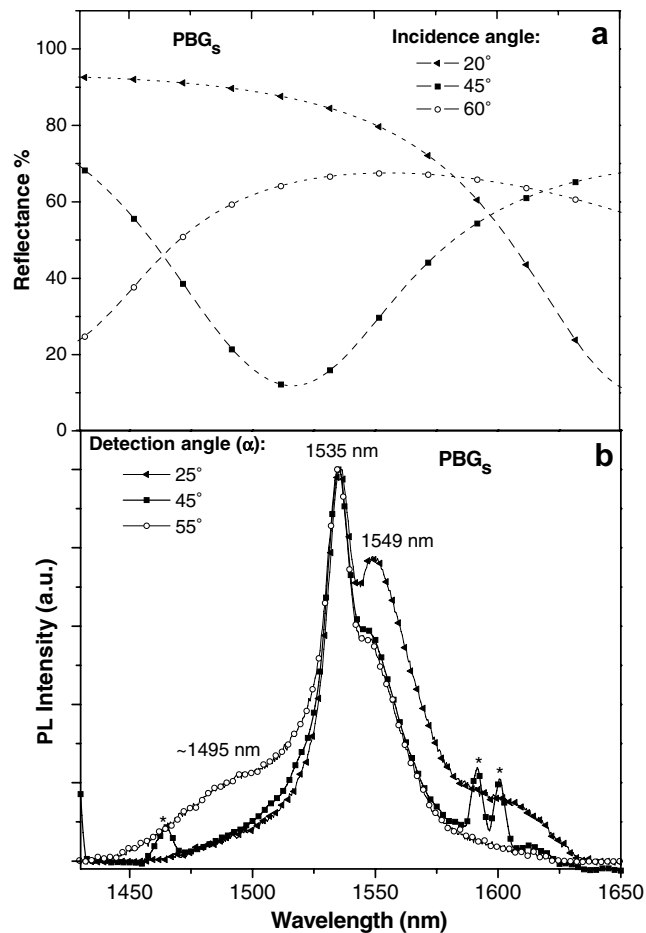 a
PBGs
Incidence angle:
20°
45°
60°
100
80
60
40
20
0
Reflectance %
b
Detection angle (α):
25°
45°
55°
1535 nm
PBGs
1549 nm
~1495 nm
*
*
*
PL Intensity (a.u.)
1450
1500
1550
1600
1650
Wavelength (nm)